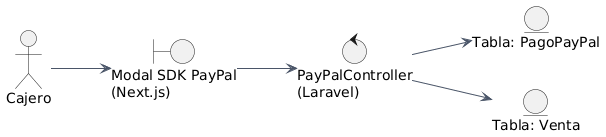 Cajero
Modal SDK PayPal
(Next.js)
PayPalController
(Laravel)
Tabla: PagoPayPal
Tabla: Venta